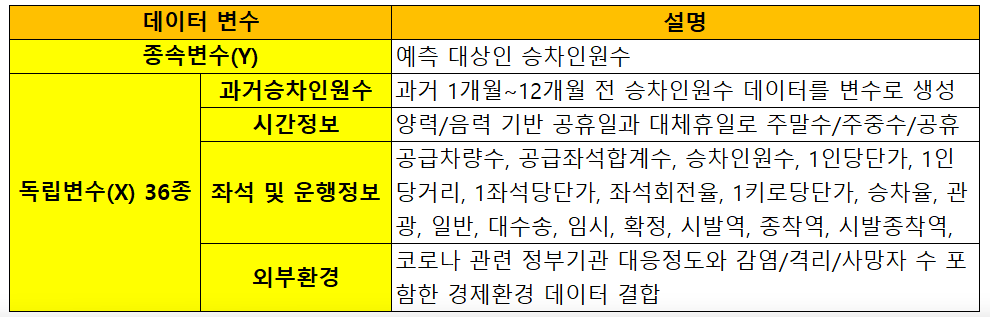 데이터 변수 설명
종속변수(Y) 예측 대상인 승차인원수
과거승차인원수 과거 1개월~12개월 전 승차인원수 데이터를 변수로 생성
시간정보 양력/음력 기반 공휴일과 대체휴일로 주말수/주중수/공휴
독립변수(X) 36종
좌석 및 운행정보
공급차량수, 공급좌석합계수, 승차인원수, 1인당단가, 1인
당거리, 1좌석당단가, 좌석회전율, 1키로당단가, 승차율, 관
광, 일반, 대수송, 임시, 확정, 시발역, 종착역, 시발종착역,
외부환경
코로나 관련 정부기관 대응정도와 감염/격리/사망자 수 포
함한 경제환경 데이터 결합